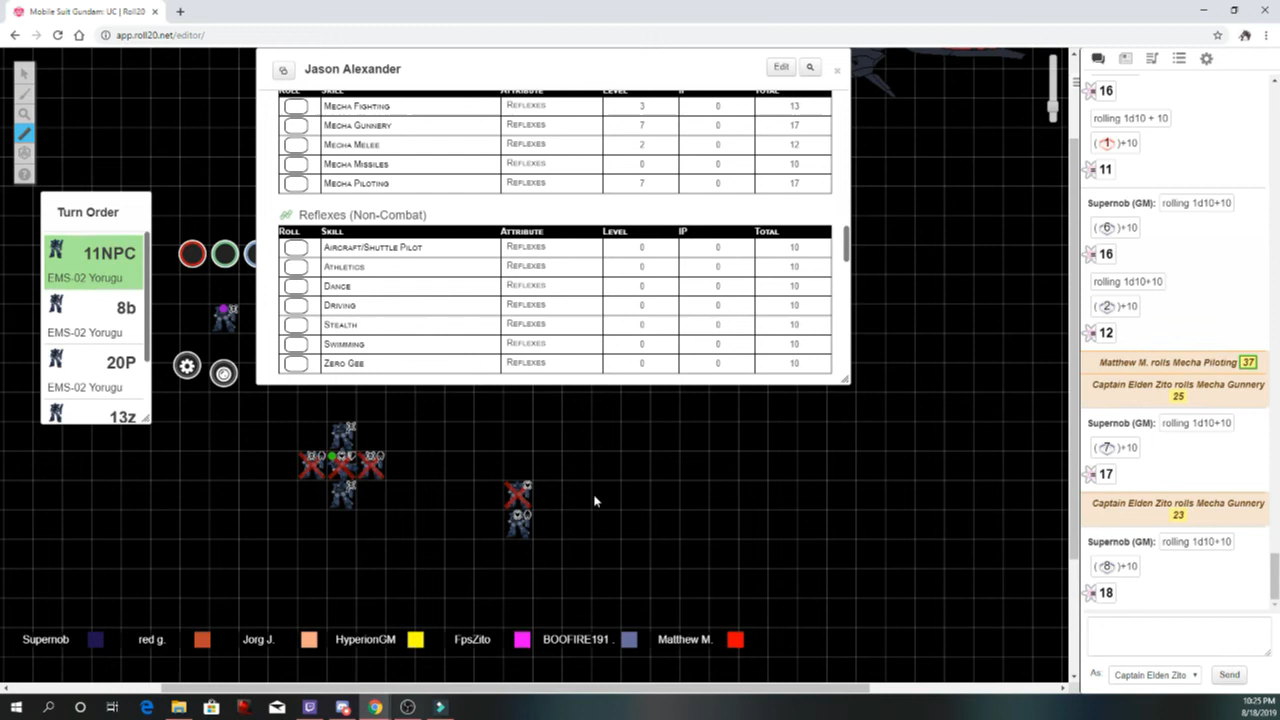 Mobile Suit Gundam: UC | Roll20
app.roll20.net/editor/
Jason Alexander
Edit
ROLL SKILL ATTRIBUTE LEVEL IP TOTAL
MECHA FIGHTING REFLEXES 3 0 13
MECHA GUNNERY REFLEXES 7 0 17
MECHA MELEE REFLEXES 2 0 12
MECHA MISSILES REFLEXES 0 0 10
MECHA PILOTING REFLEXES 7 0 17
Reflexes (Non-Combat)
ROLL SKILL ATTRIBUTE LEVEL IP TOTAL
AIRCRAFT/SHUTTLE PILOT REFLEXES 0 0 10
ATHLETICS REFLEXES 0 0 10
DANCE REFLEXES 0 0 10
DRIVING REFLEXES 0 0 10
STEALTH REFLEXES 0 0 10
SWIMMING REFLEXES 0 0 10
ZERO GEE REFLEXES 0 0 10
Turn Order
11NPC
EMS-02 Yorugu
8b
EMS-02 Yorugu
20P
EMS-02 Yorugu
13z
Supernob
red g.
Jorg J.
HyperionGM
FpsZito
BOOFIRE191 .
Matthew M.
16
rolling 1d10 + 10
(1)+10
11
Supernob (GM): rolling 1d10+10
(6)+10
16
rolling 1d10+10
(2)+10
12
Matthew M. rolls Mecha Piloting 37
Captain Elden Zito rolls Mecha Gunnery
25
Supernob (GM): rolling 1d10+10
(7)+10
17
Captain Elden Zito rolls Mecha Gunnery
23
Supernob (GM): rolling 1d10+10
(8)+10
18
As: Captain Elden Zito Send
10:25 PM
8/18/2019